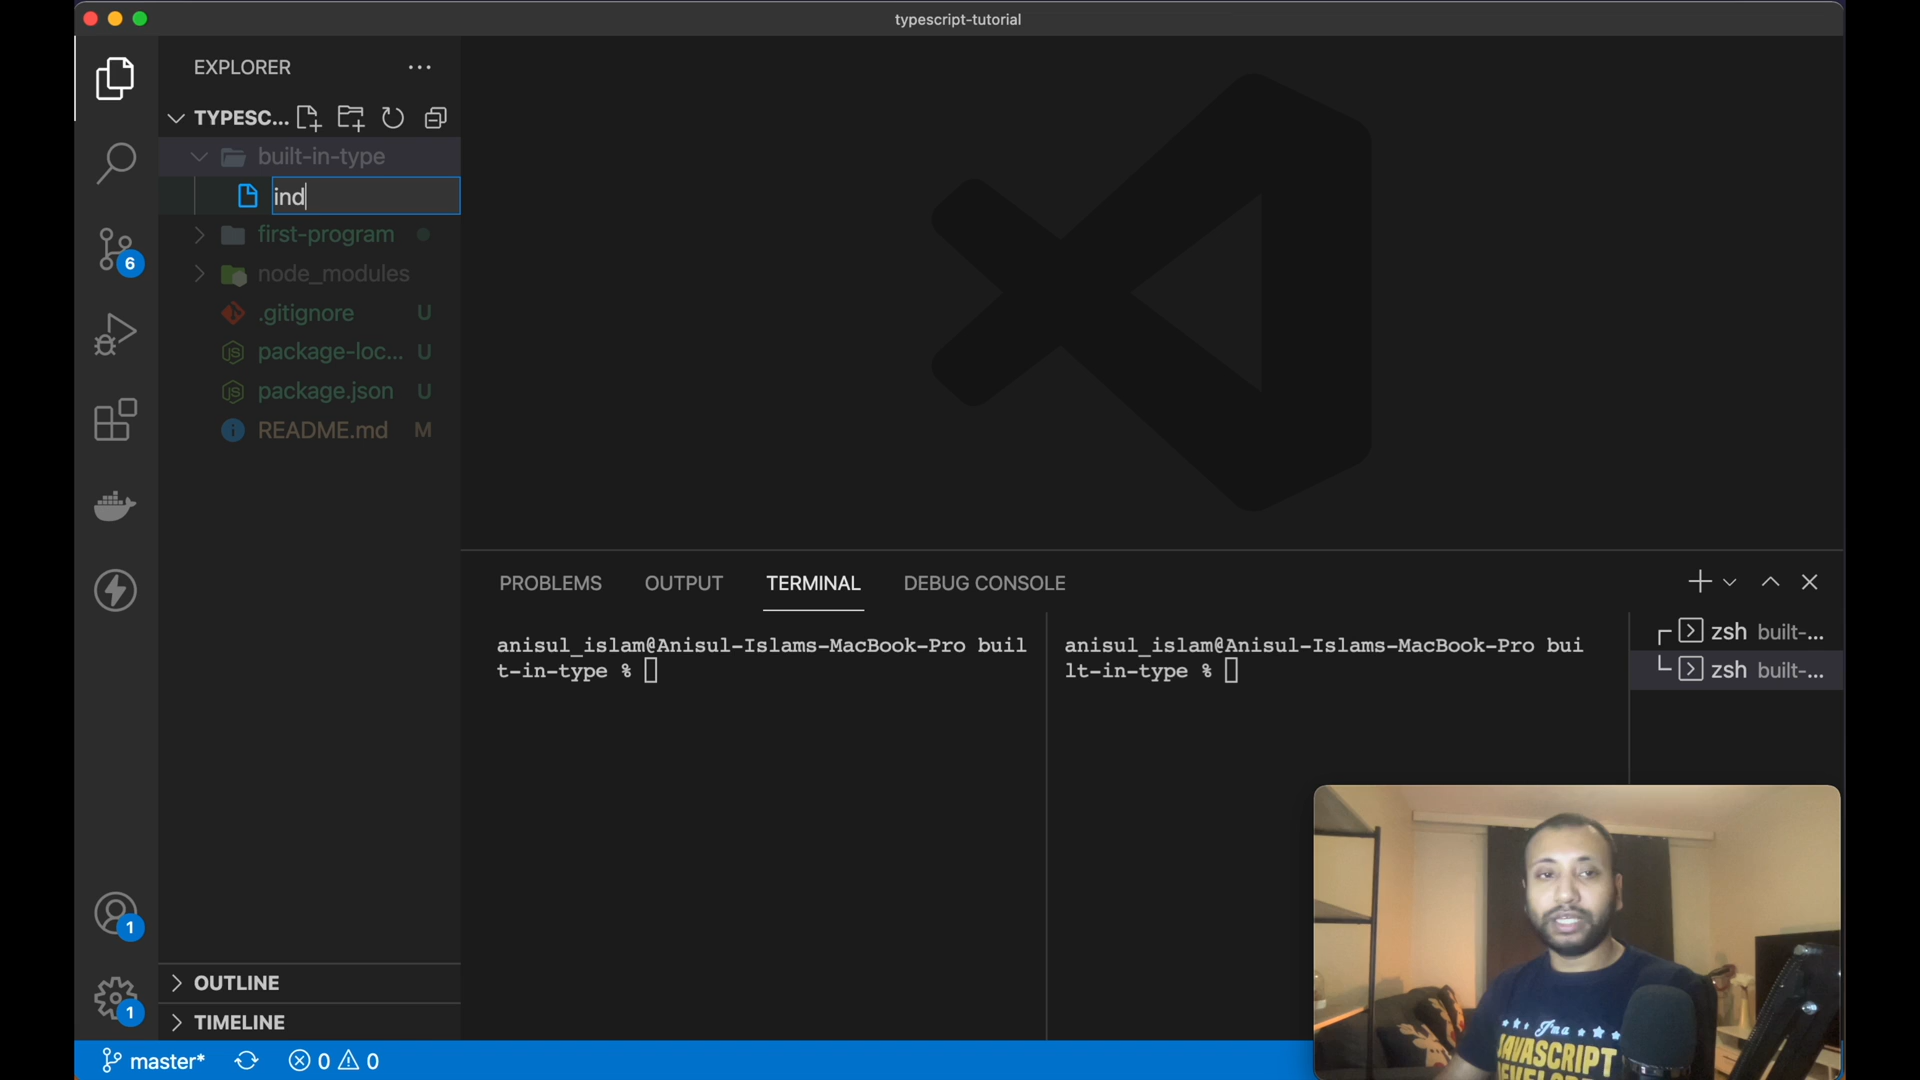 typescript-tutorial
EXPLORER
TYPESC...
built-in-type
ind
first-program
node_modules
.gitignore U
package-loc... U
package.json U
README.md M
6
1
1
OUTLINE
TIMELINE
PROBLEMS OUTPUT TERMINAL DEBUG CONSOLE
anisul_islam@Anisul-Islams-MacBook-Pro buil
t-in-type %
anisul_islam@Anisul-Islams-MacBook-Pro bui
lt-in-type %
zsh built-...
zsh built-...
master* 0 0
I'm a
JAVASCRIPT